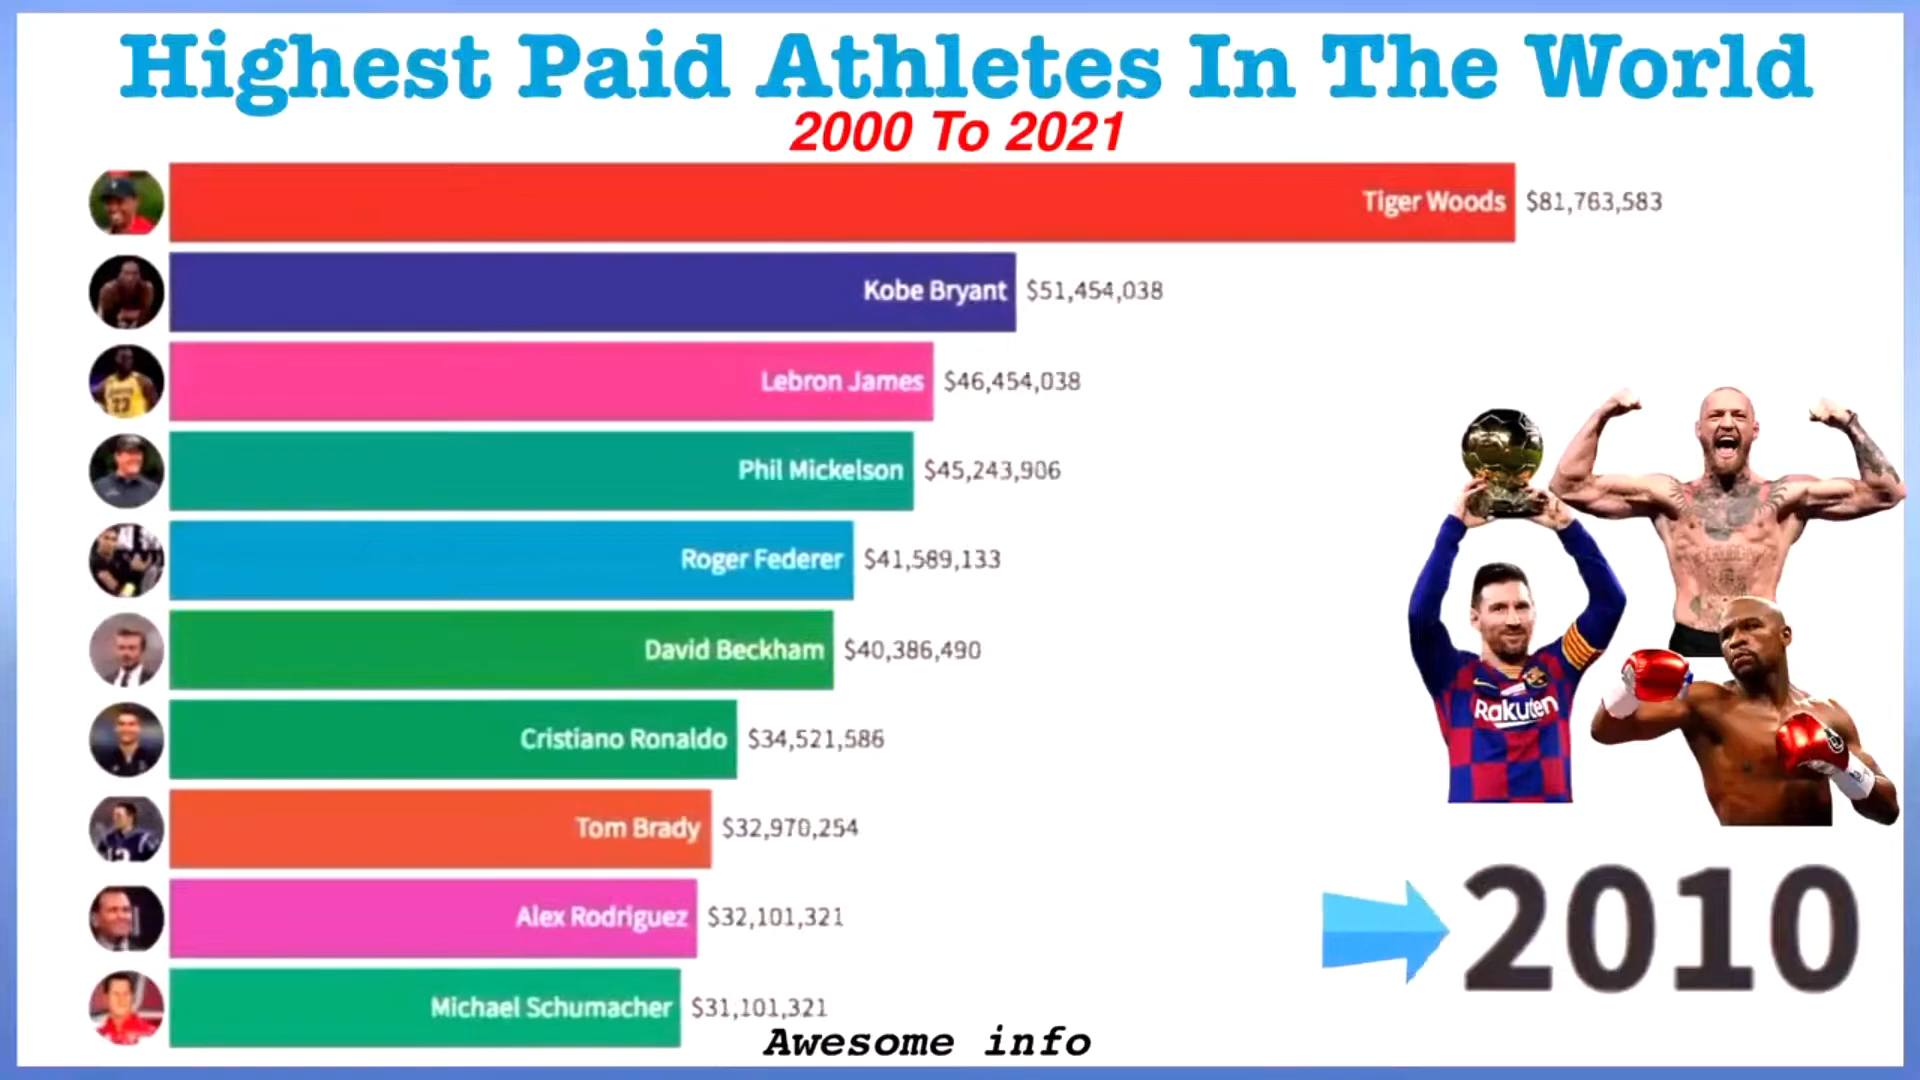 Highest Paid Athletes In The World
2000 To 2021
Tiger Woods $81,763,583
Kobe Bryant $51,454,038
Lebron James $46,454,038
Phil Mickelson $45,243,906
Roger Federer $41,589,133
David Beckham $40,386,490
Cristiano Ronaldo $34,521,586
Tom Brady $32,970,254
Alex Rodriguez $32,101,321
Michael Schumacher $31,101,321
Rakuten
2010
Awesome info